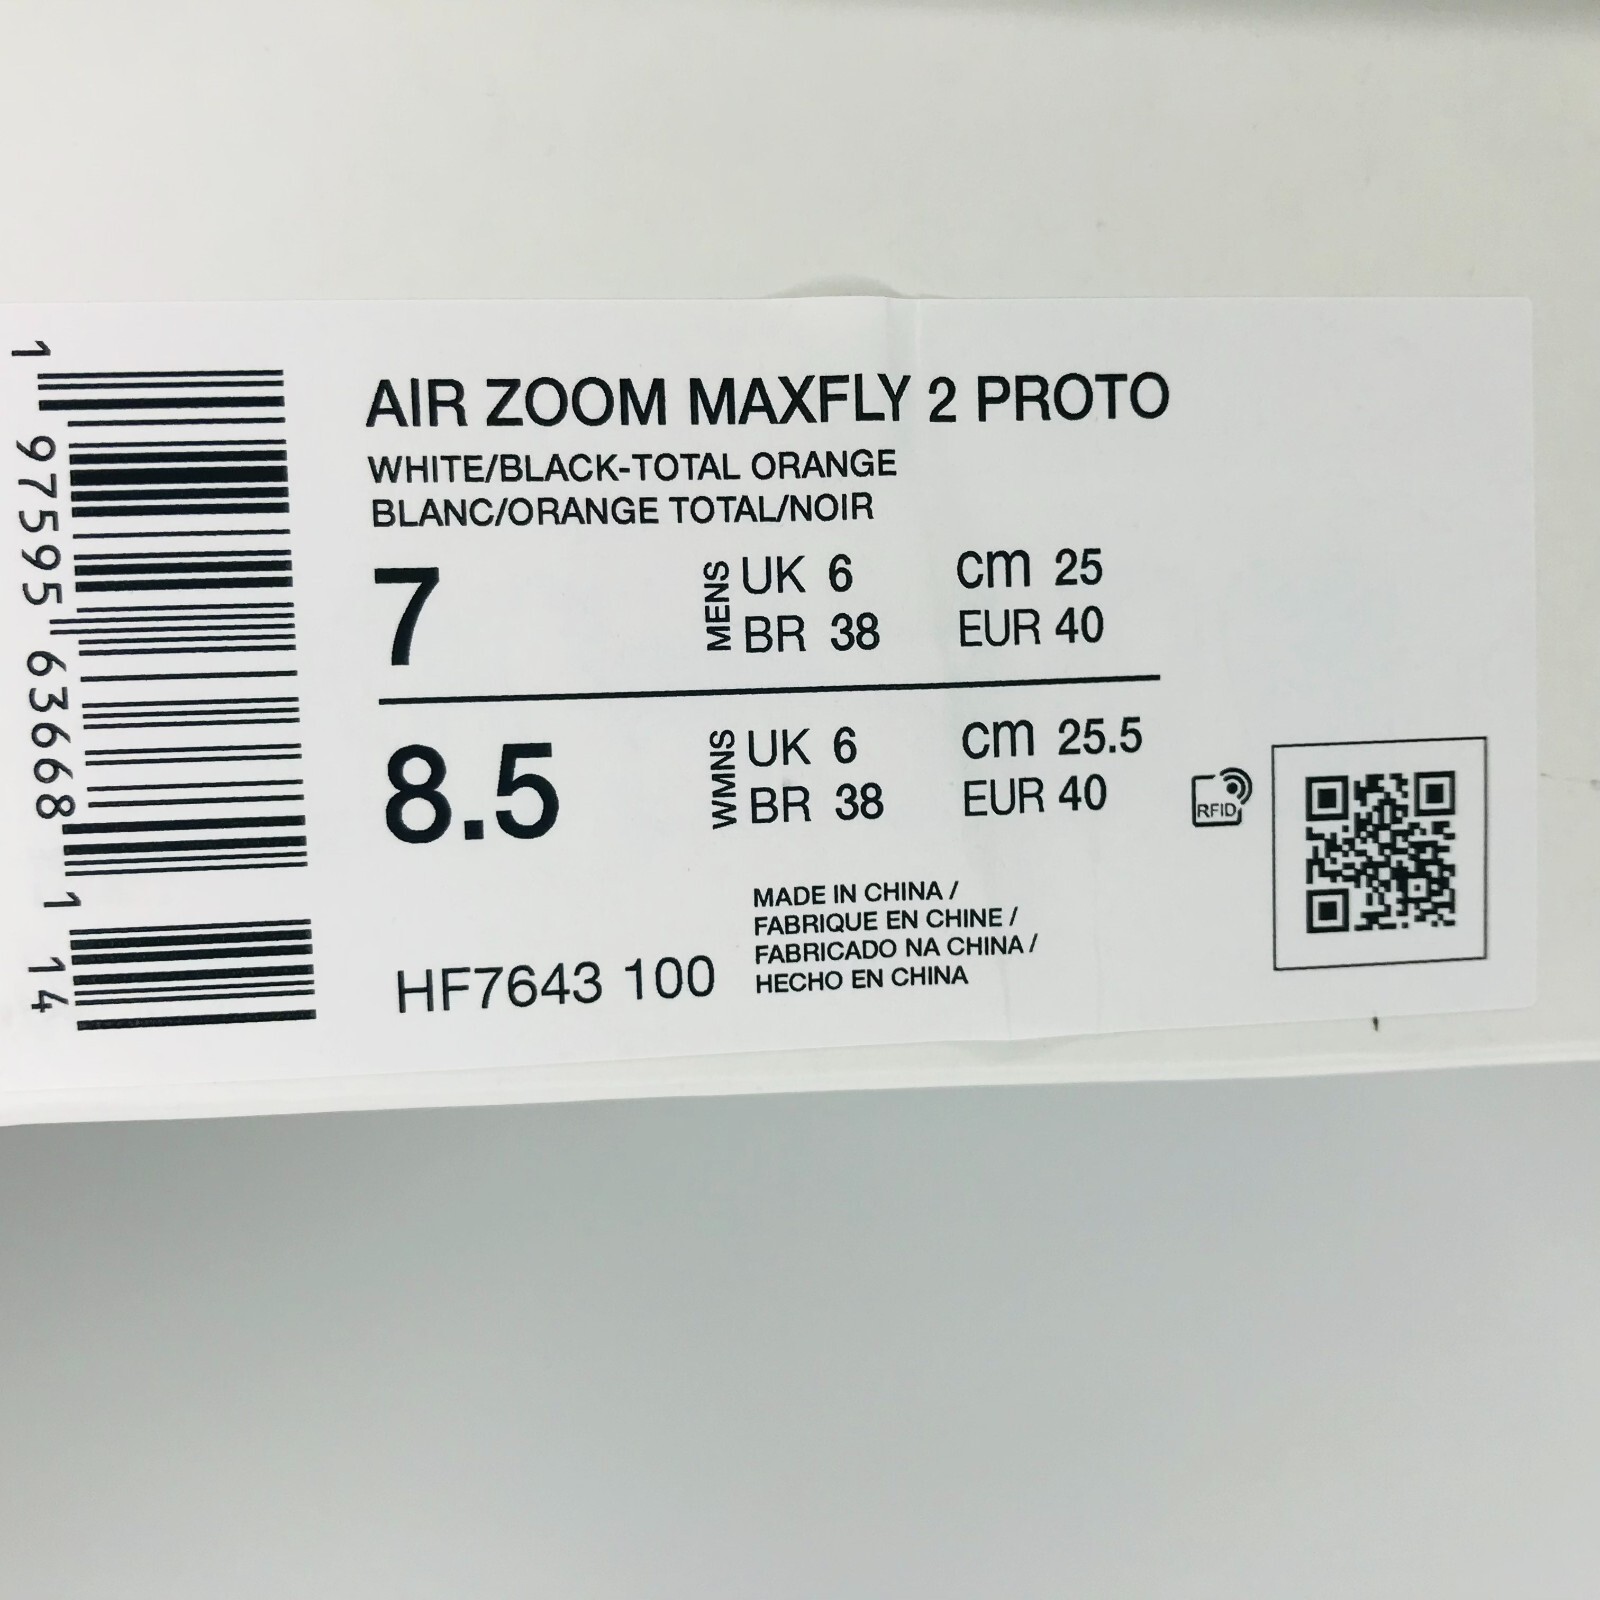 AIR ZOOM MAXFLY 2 PROTO
WHITE/BLACK-TOTAL ORANGE
BLANC/ORANGE TOTAL/NOIR
7 MENS UK 6 cm 25
BR 38 EUR 40
8.5 WMNS UK 6 cm 25.5
BR 38 EUR 40
RFID
MADE IN CHINA /
FABRIQUE EN CHINE /
FABRICADO NA CHINA /
HECHO EN CHINA
HF7643 100
1 97595 63668 1 14